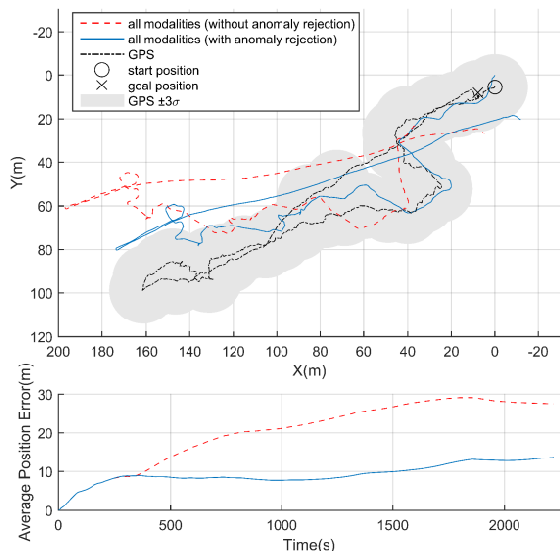 all modalities (without anomaly rejection)
all modalities (with anomaly rejection)
GPS
start position
goal position
GPS ±3σ
-20
0
20
40
60
80
100
120
Y(m)
200 180 160 140 120 100 80 60 40 20 0 -20
X(m)
30
20
10
0
Average Position Error(m)
0 500 1000 1500 2000
Time(s)